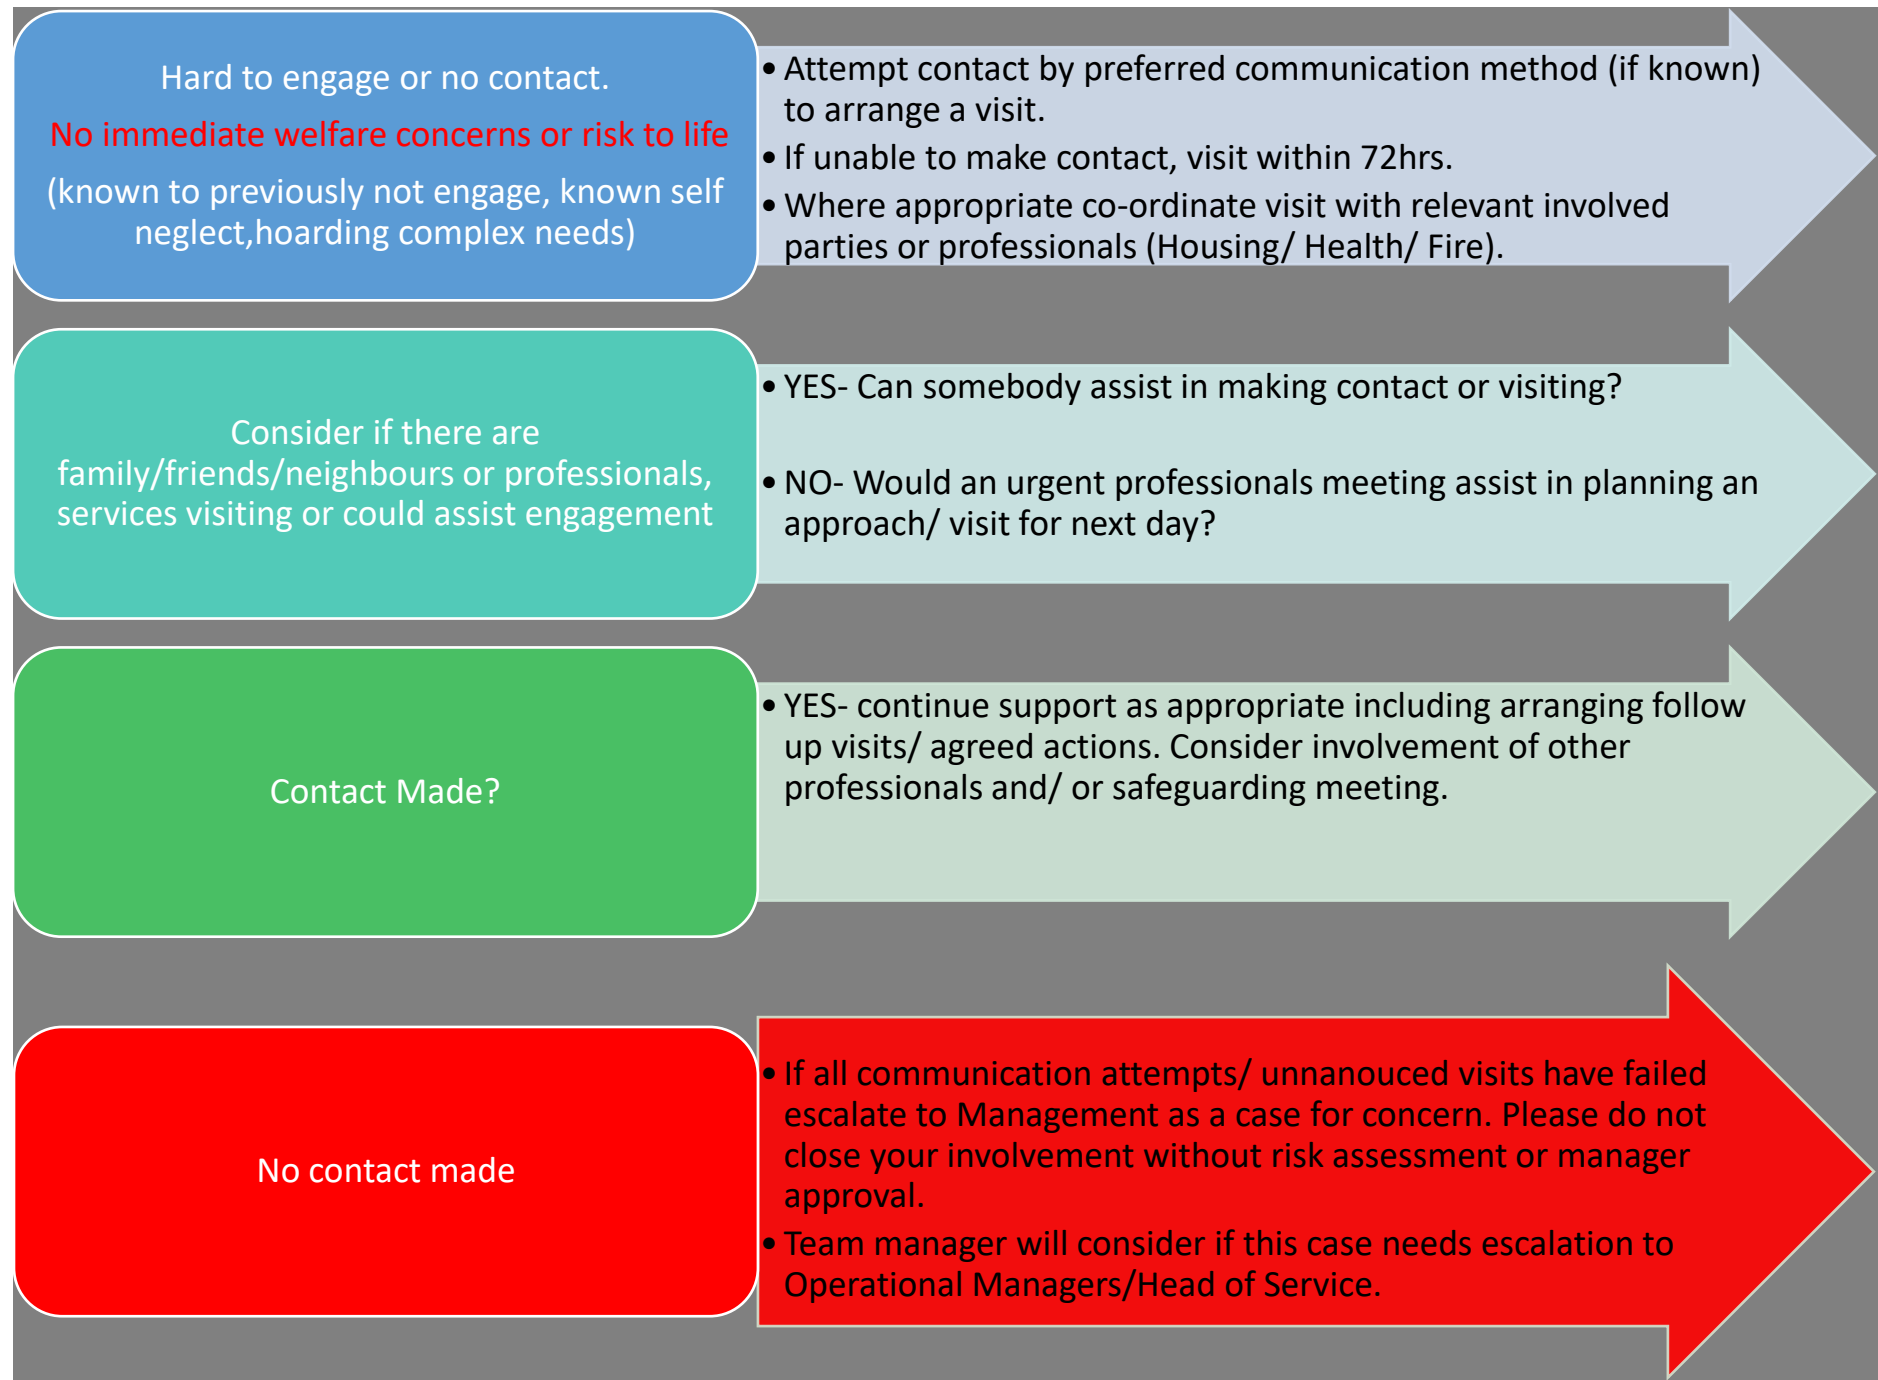 Hard to engage or no contact.
No immediate welfare concerns or risk to life
(known to previously not engage, known self
neglect,hoarding complex needs)
• Attempt contact by preferred communication method (if known)
to arrange a visit.
• If unable to make contact, visit within 72hrs.
• Where appropriate co-ordinate visit with relevant involved
parties or professionals (Housing/ Health/ Fire).
Consider if there are
family/friends/neighbours or professionals,
services visiting or could assist engagement
• YES- Can somebody assist in making contact or visiting?
• NO- Would an urgent professionals meeting assist in planning an
approach/ visit for next day?
Contact Made?
• YES- continue support as appropriate including arranging follow
up visits/ agreed actions. Consider involvement of other
professionals and/ or safeguarding meeting.
No contact made
• If all communication attempts/ unnanouced visits have failed
escalate to Management as a case for concern. Please do not
close your involvement without risk assessment or manager
approval.
• Team manager will consider if this case needs escalation to
Operational Managers/Head of Service.